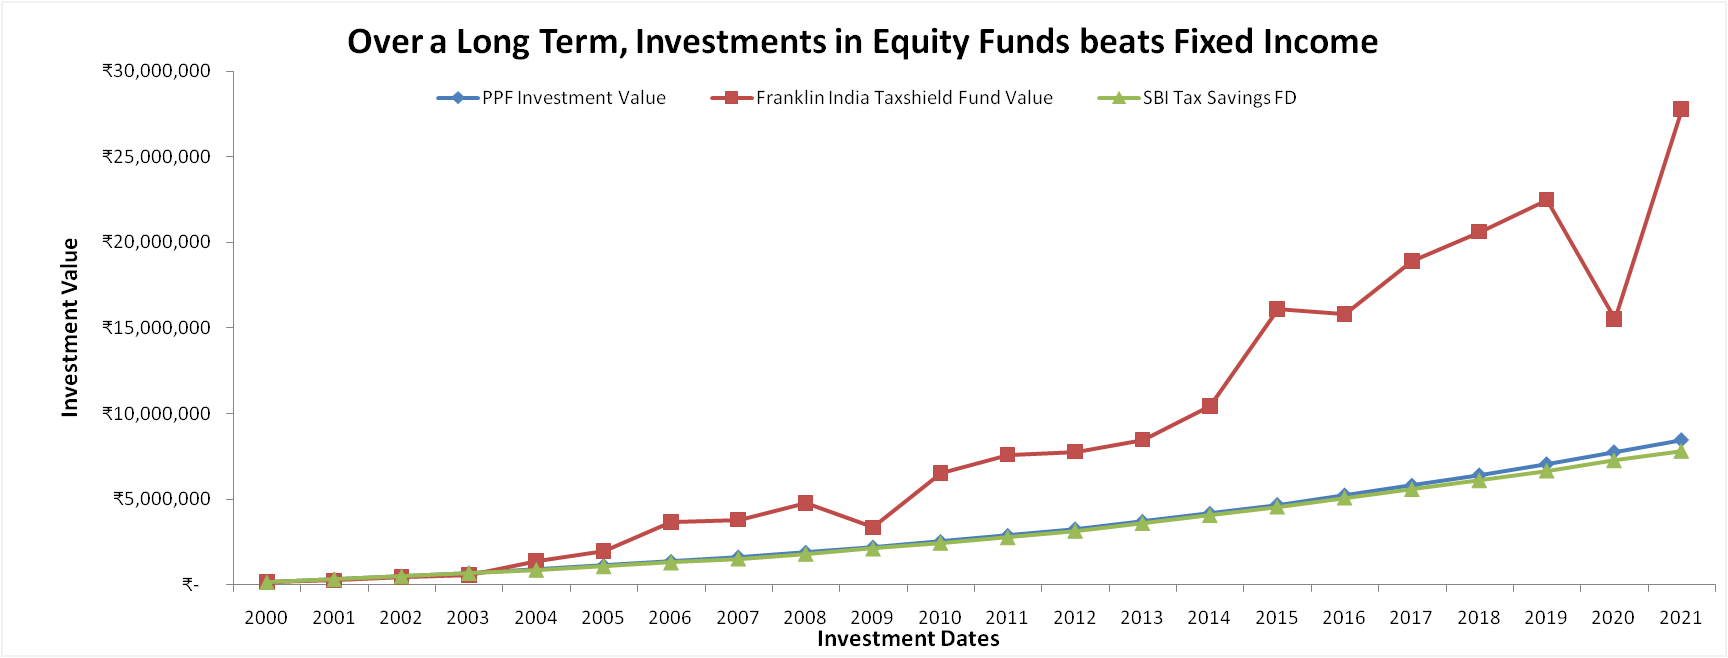 Over a Long Term, Investments in Equity Funds beats Fixed Income
₹30,000,000
PPF Investment Value Franklin India Taxshield Fund Value SBI Tax Savings FD
₹25,000,000
₹20,000,000
Investment Value
₹15,000,000
₹10,000,000
₹5,000,000
₹-
2000 2001 2002 2003 2004 2005 2006 2007 2008 2009 2010 2011 2012 2013 2014 2015 2016 2017 2018 2019 2020 2021
Investment Dates